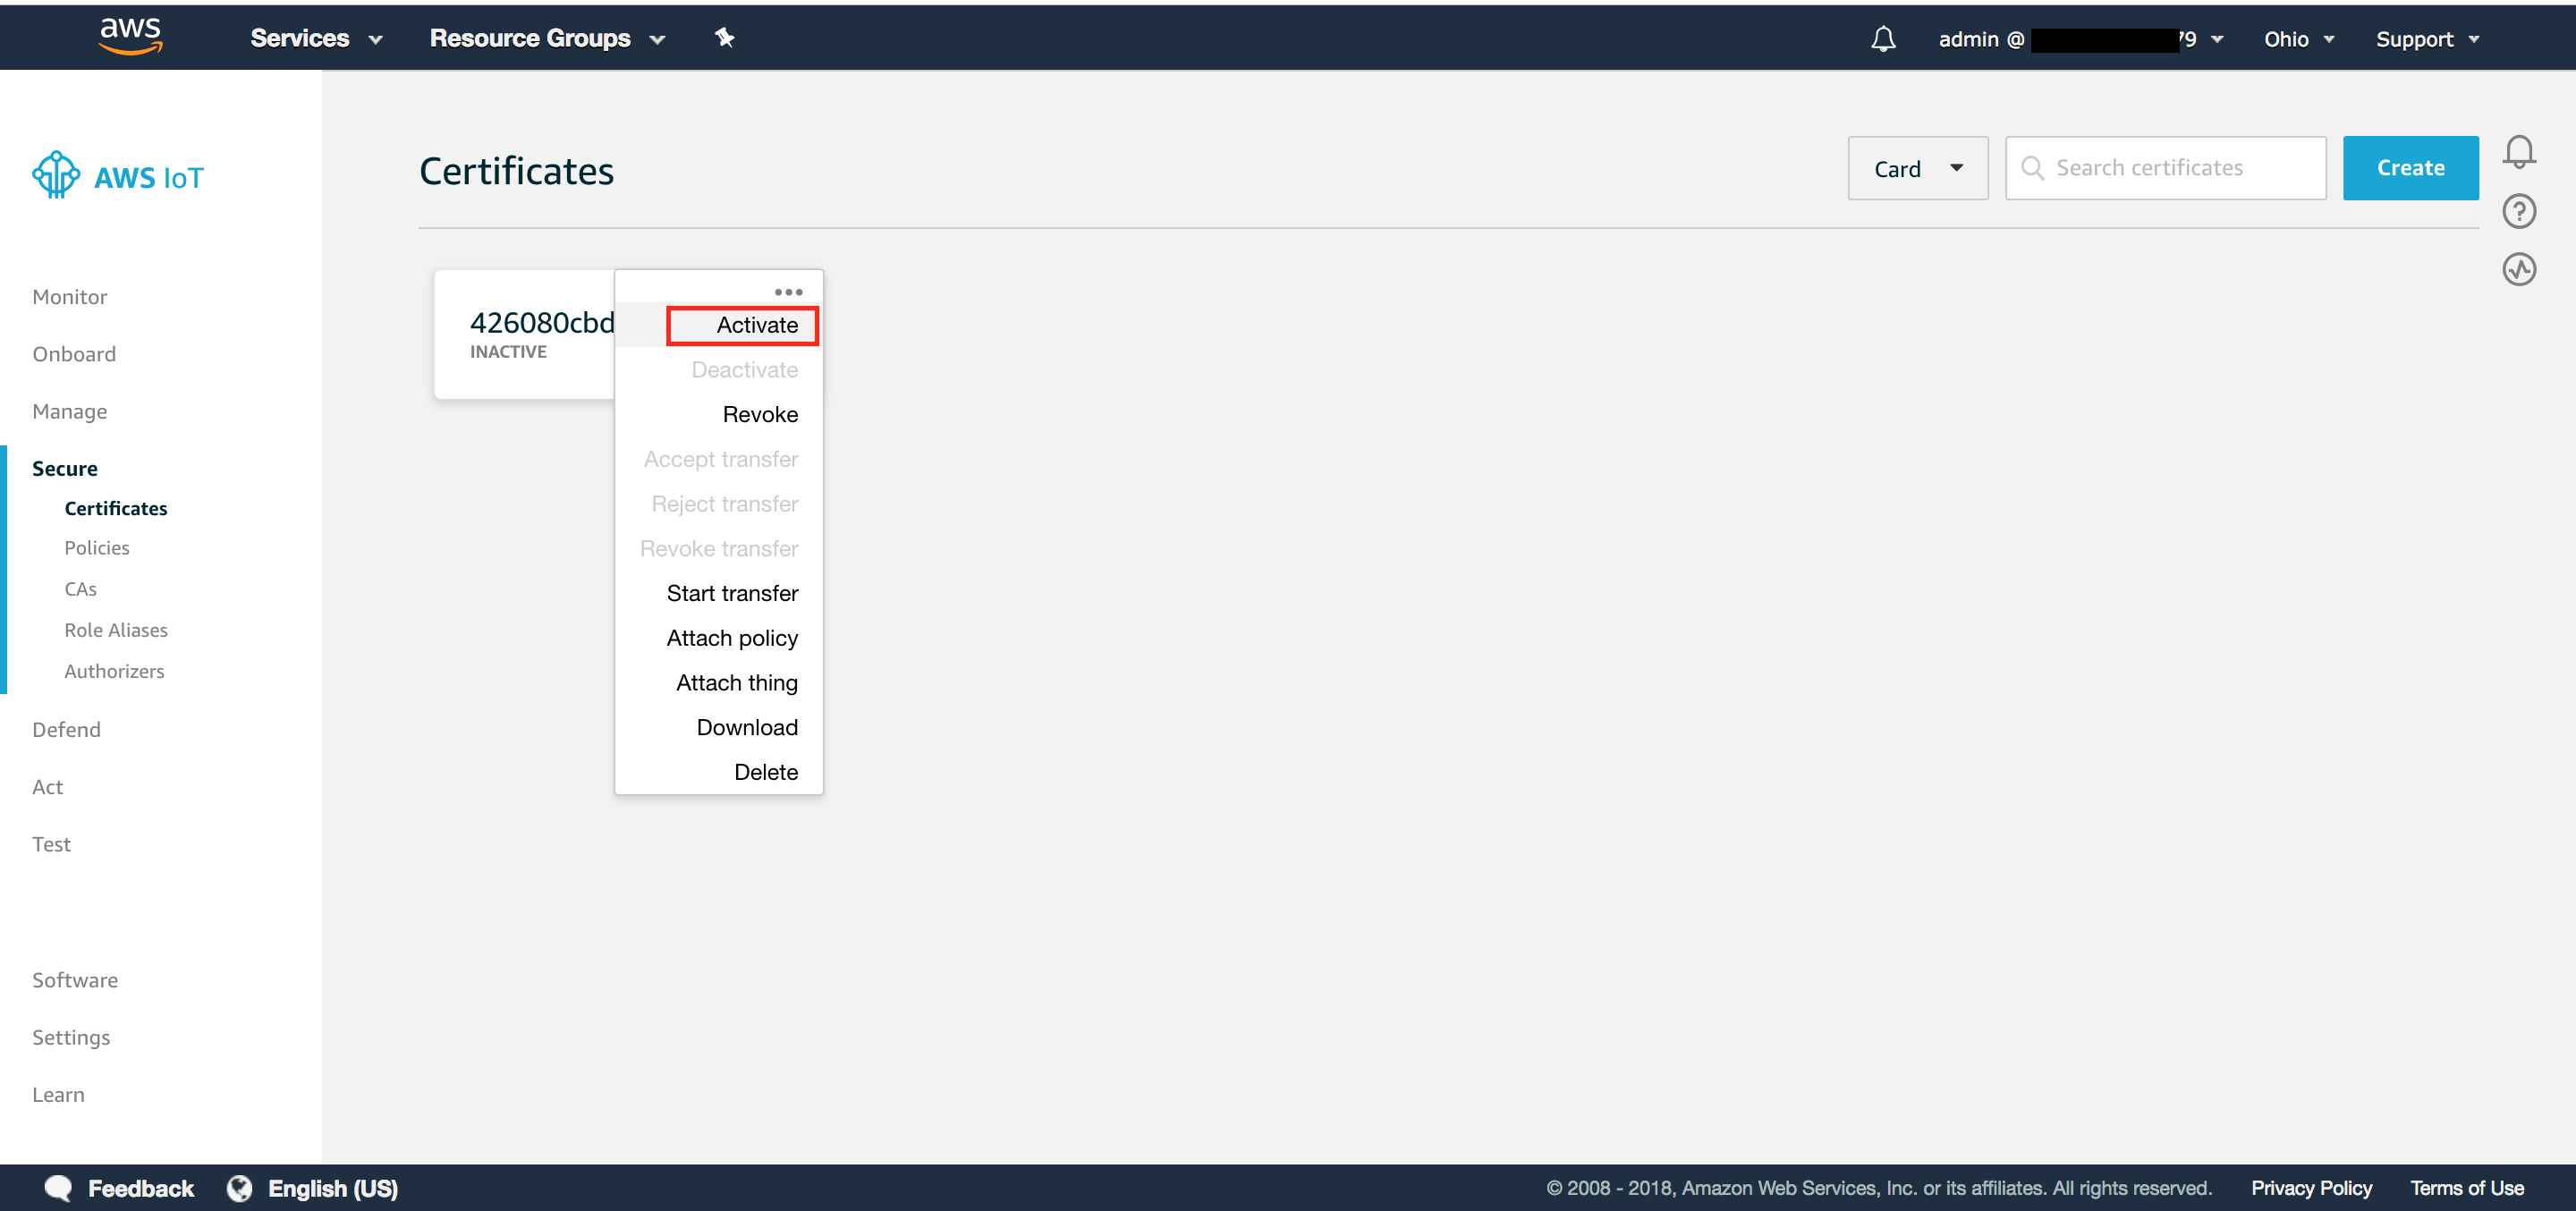 aws Services Resource Groups admin @ 79 Ohio Support
AWS IoT
Certificates
Card
Search certificates
Create
Monitor
Onboard
Manage
Secure
Certificates
Policies
CAs
Role Aliases
Authorizers
Defend
Act
Test
Software
Settings
Learn
426080cbd
INACTIVE
Activate
Deactivate
Revoke
Accept transfer
Reject transfer
Revoke transfer
Start transfer
Attach policy
Attach thing
Download
Delete
Feedback English (US) © 2008 - 2018, Amazon Web Services, Inc. or its affiliates. All rights reserved. Privacy Policy Terms of Use